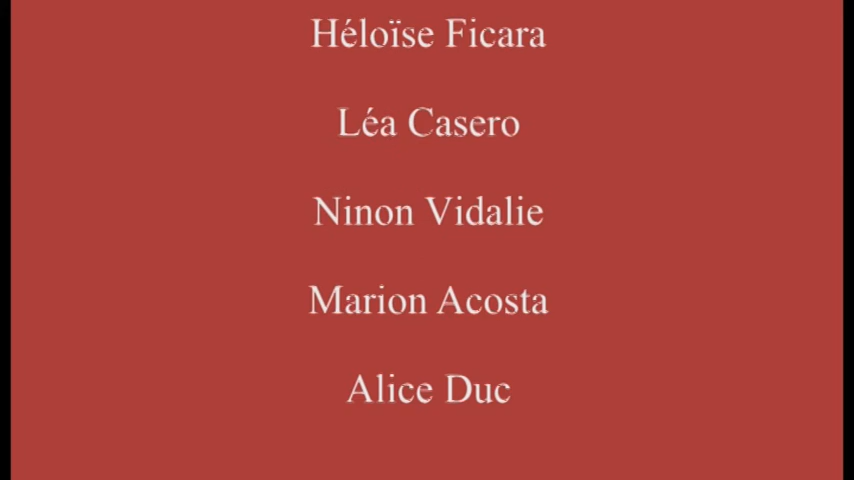 Héloïse Ficara
Léa Casero
Ninon Vidalie
Marion Acosta
Alice Duc